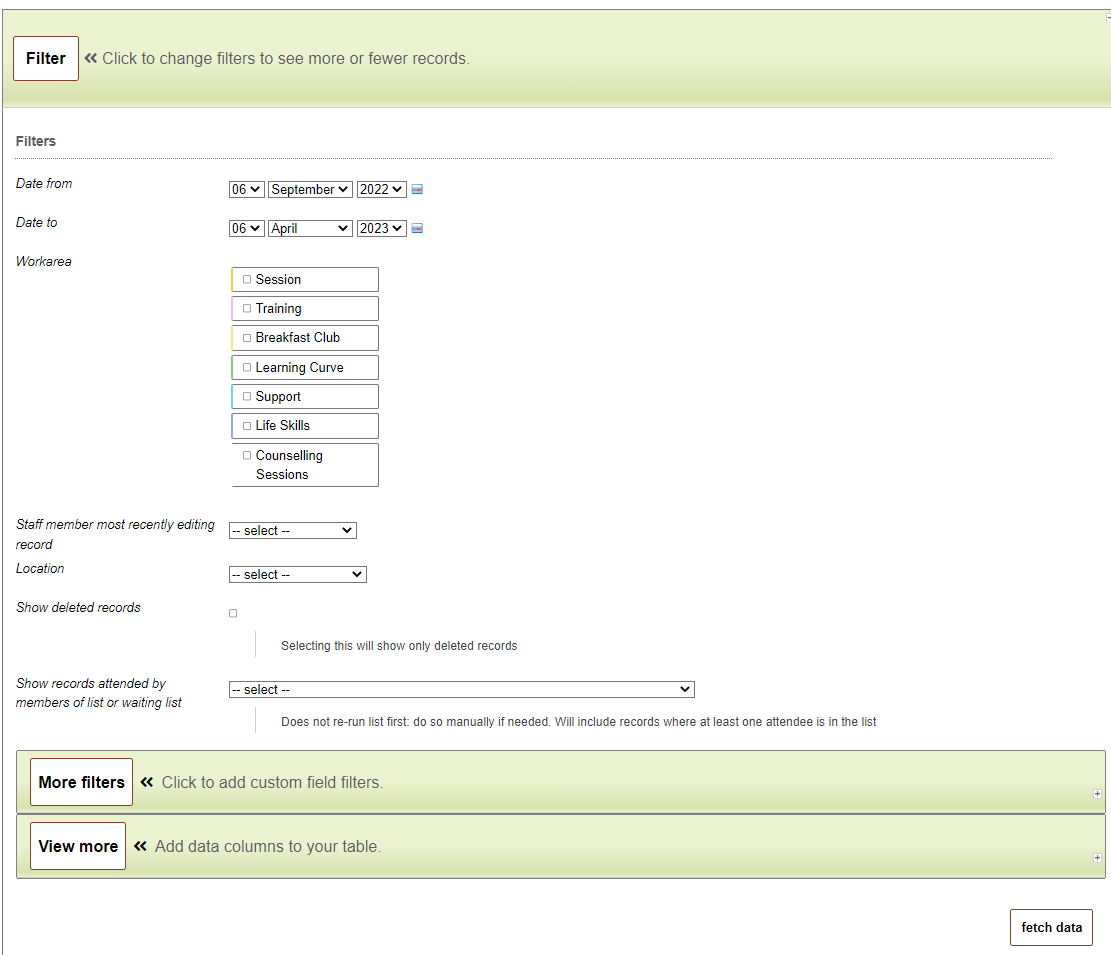 Filter « Click to change filters to see more or fewer records.
Filters
Date from 06 September 2022
Date to 06 April 2023
Workarea
Session
Training
Breakfast Club
Learning Curve
Support
Life Skills
Counselling
Sessions
Staff member most recently editing -- select --
record
Location -- select --
Show deleted records
Selecting this will show only deleted records
Show records attended by -- select --
members of list or waiting list
Does not re-run list first: do so manually if needed. Will include records where at least one attendee is in the list
More filters « Click to add custom field filters.
View more « Add data columns to your table.
fetch data